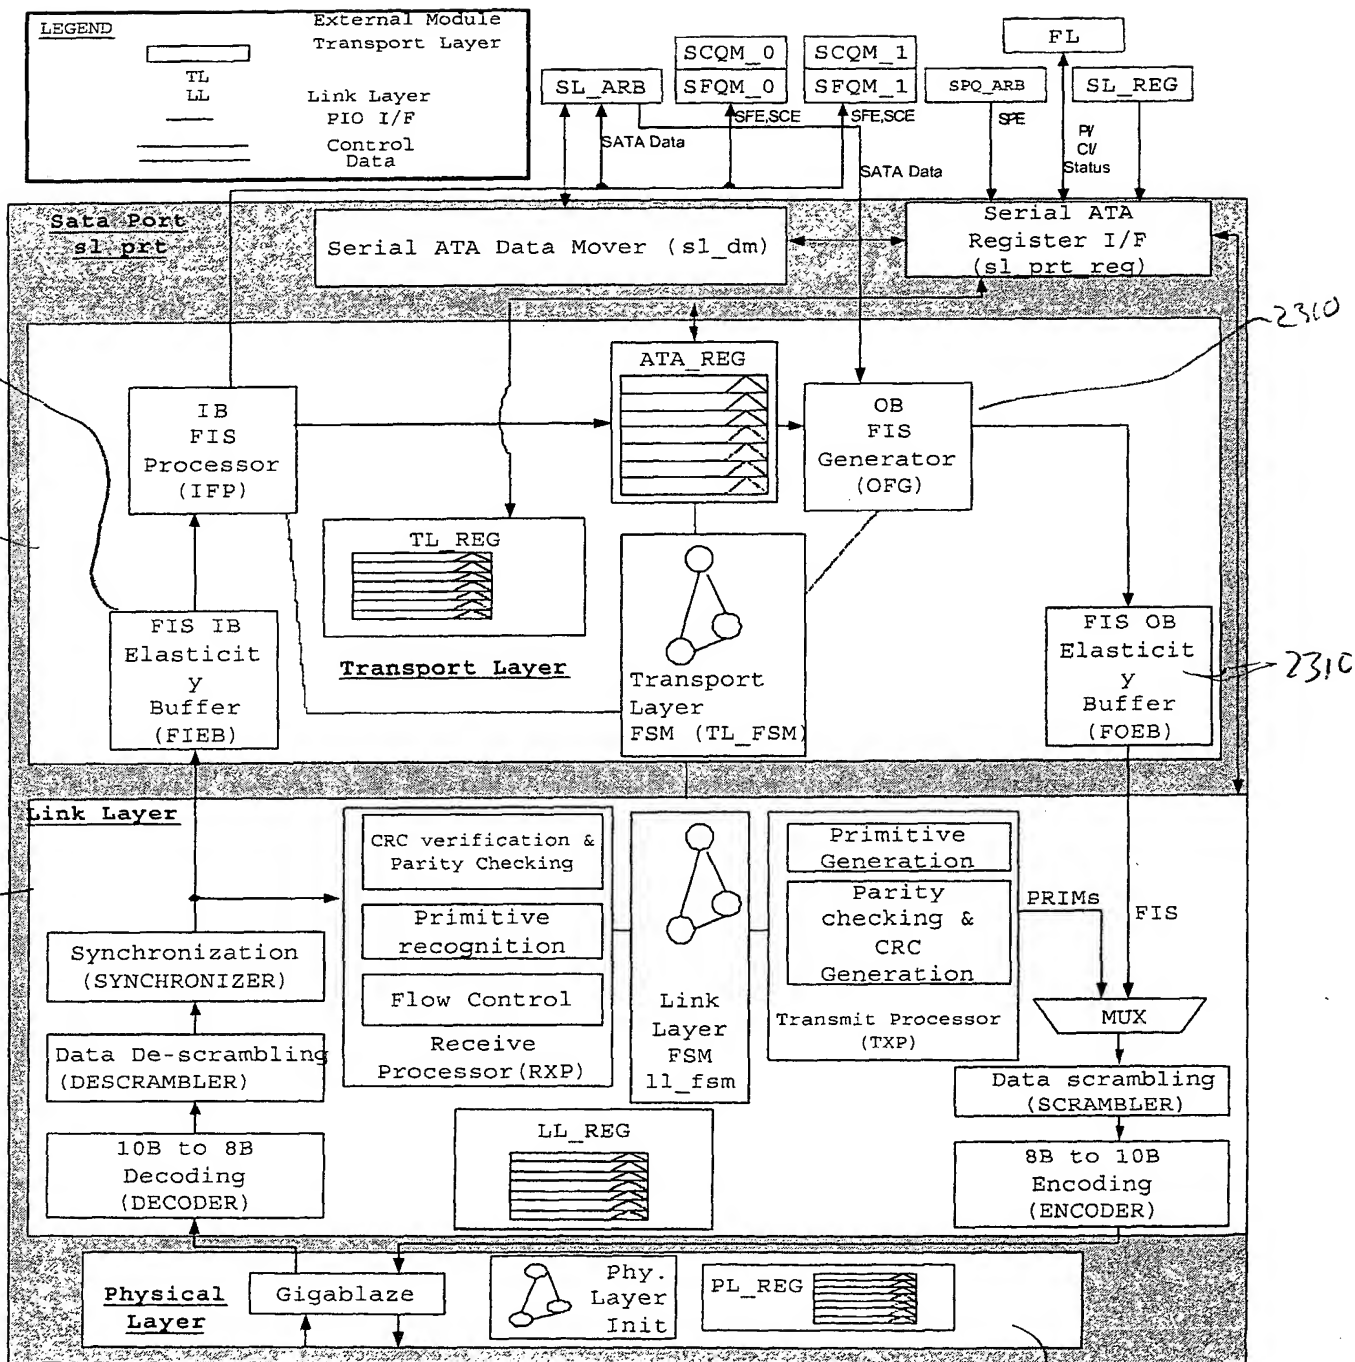 LEGEND
External Module
Transport Layer
TL
LL
Link Layer
PIO I/F
Control
Data
SL_ARB
SCQM_0
SFQM_0
SCQM_1
SFQM_1
FL
SPQ_ARB
SL_REG
SATA Data
SFE,SCE
SFE,SCE
SATA Data
SPE
PI/
CI/
Status
Sata Port
sl_prt
Serial ATA Data Mover (sl_dm)
Serial ATA
Register I/F
(sl_prt_reg)
2310
IB
FIS
Processor
(IFP)
ATA_REG
OB
FIS
Generator
(OFG)
TL_REG
Transport Layer
FIS IB
Elasticit
y
Buffer
(FIEB)
Transport
Layer
FSM (TL_FSM)
FIS OB
Elasticit
y
Buffer
(FOEB)
2310
Link Layer
CRC verification &
Parity Checking
Primitive
recognition
Flow Control
Receive
Processor(RXP)
Link
Layer
FSM
ll_fsm
Primitive
Generation
Parity
checking &
CRC
Generation
Transmit Processor
(TXP)
PRIMs
FIS
MUX
Synchronization
(SYNCHRONIZER)
Data De-scrambling
(DESCRAMBLER)
10B to 8B
Decoding
(DECODER)
LL_REG
Data scrambling
(SCRAMBLER)
8B to 10B
Encoding
(ENCODER)
Physical
Layer
Gigablaze
Phy.
Layer
Init
PL_REG